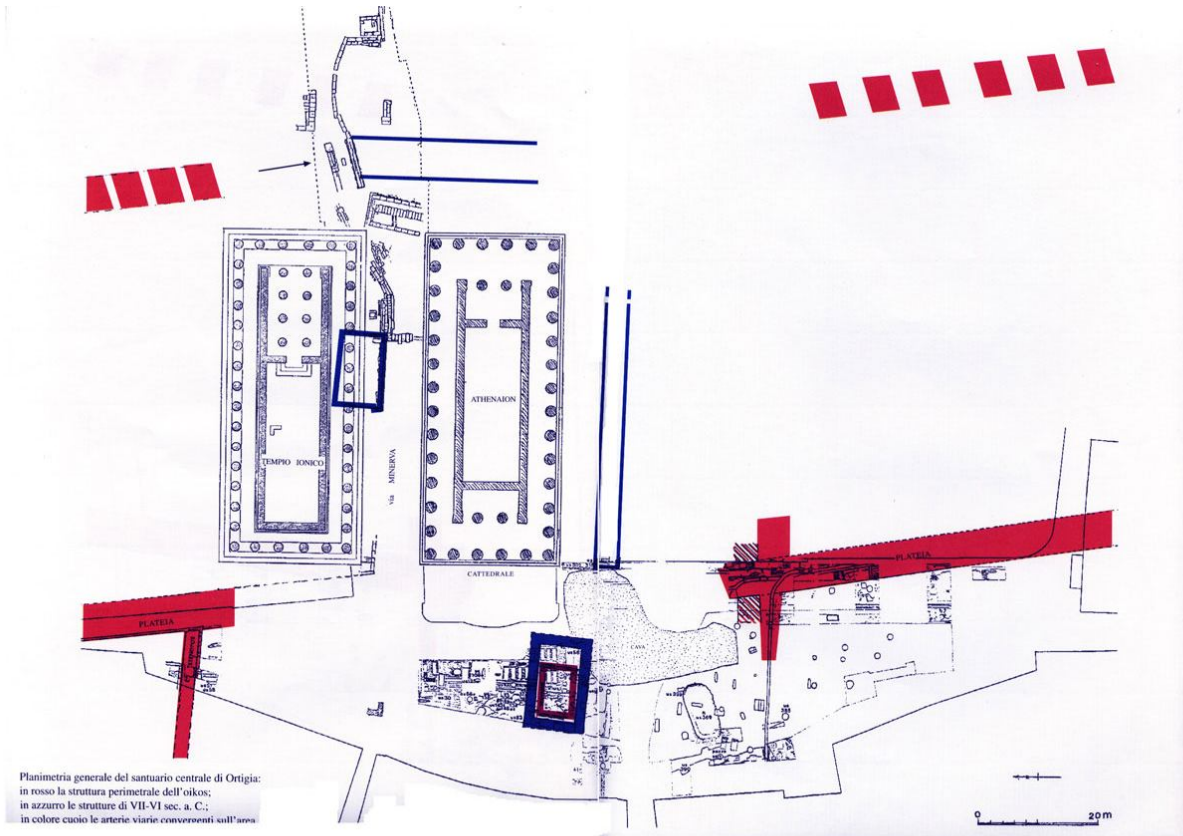 ATHENAION
TEMPIO IONICO
via MINERVA
CATTEDRALE
PLATEIA
PLATEIA
CAVA
Planimetria generale del santuario centrale di Ortigia:
in rosso la struttura perimetrale dell'oikos;
in azzurro le strutture di VII-VI sec. a. C.;
in colore cuoio le arterie viarie convergenti sull'area
0 20m